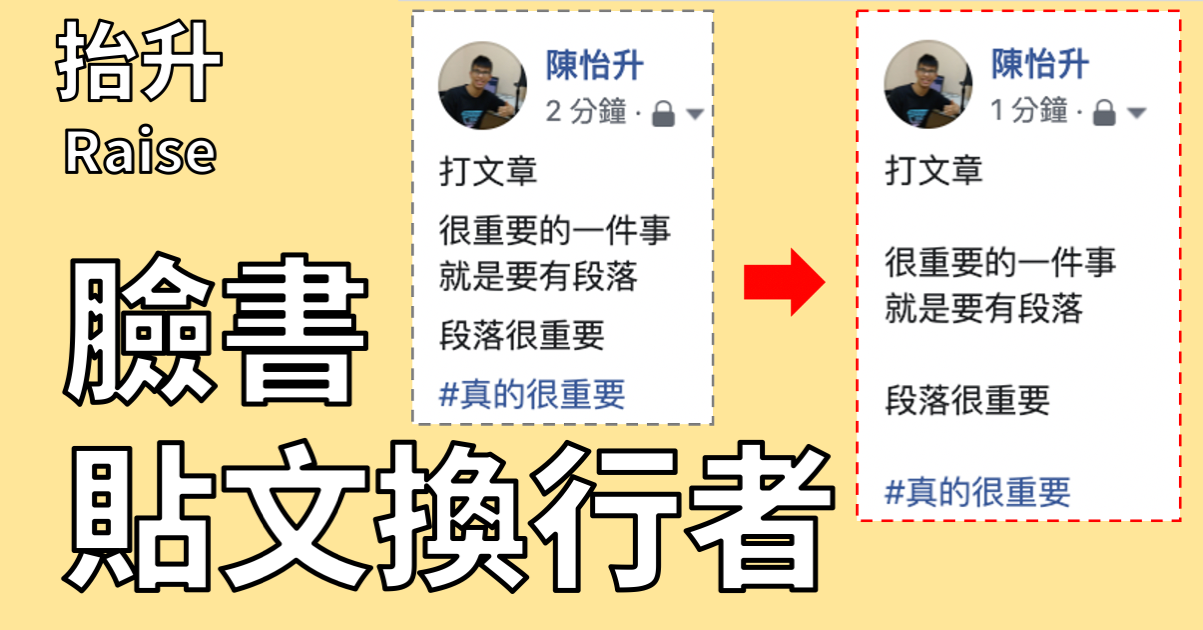 抬升
Raise
臉書
貼文換行者
陳怡升
2 分鐘 ·
打文章
很重要的一件事
就是要有段落
段落很重要
#真的很重要
陳怡升
1 分鐘 ·
打文章
很重要的一件事
就是要有段落
段落很重要
#真的很重要